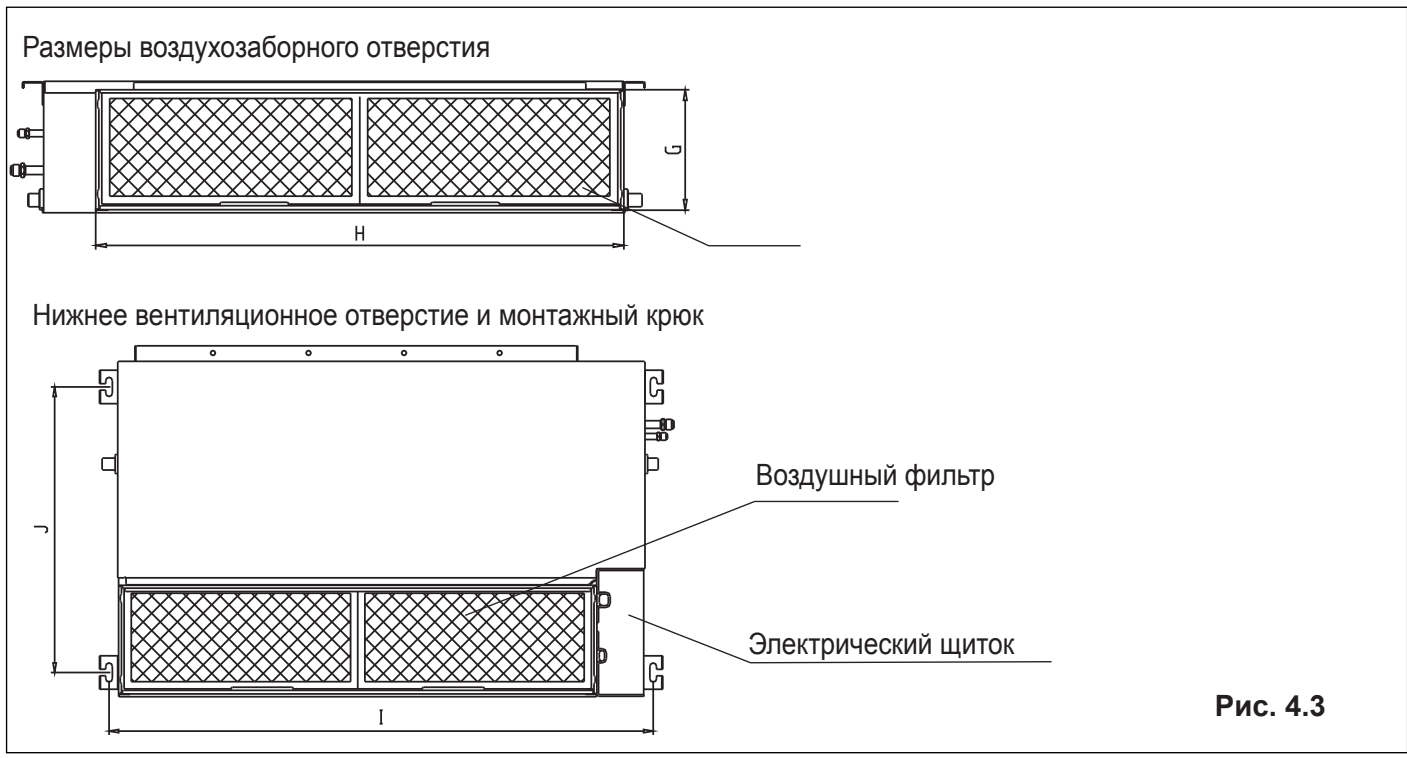 Размеры воздухозаборного отверстия
G
H
Нижнее вентиляционное отверстие и монтажный крюк
J
Воздушный фильтр
Электрический щиток
I
Рис. 4.3